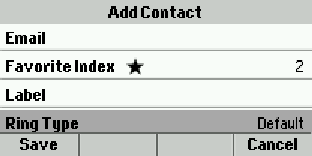 Add Contact
Email
Favorite Index ★ 2
Label
Ring Type Default
Save Cancel